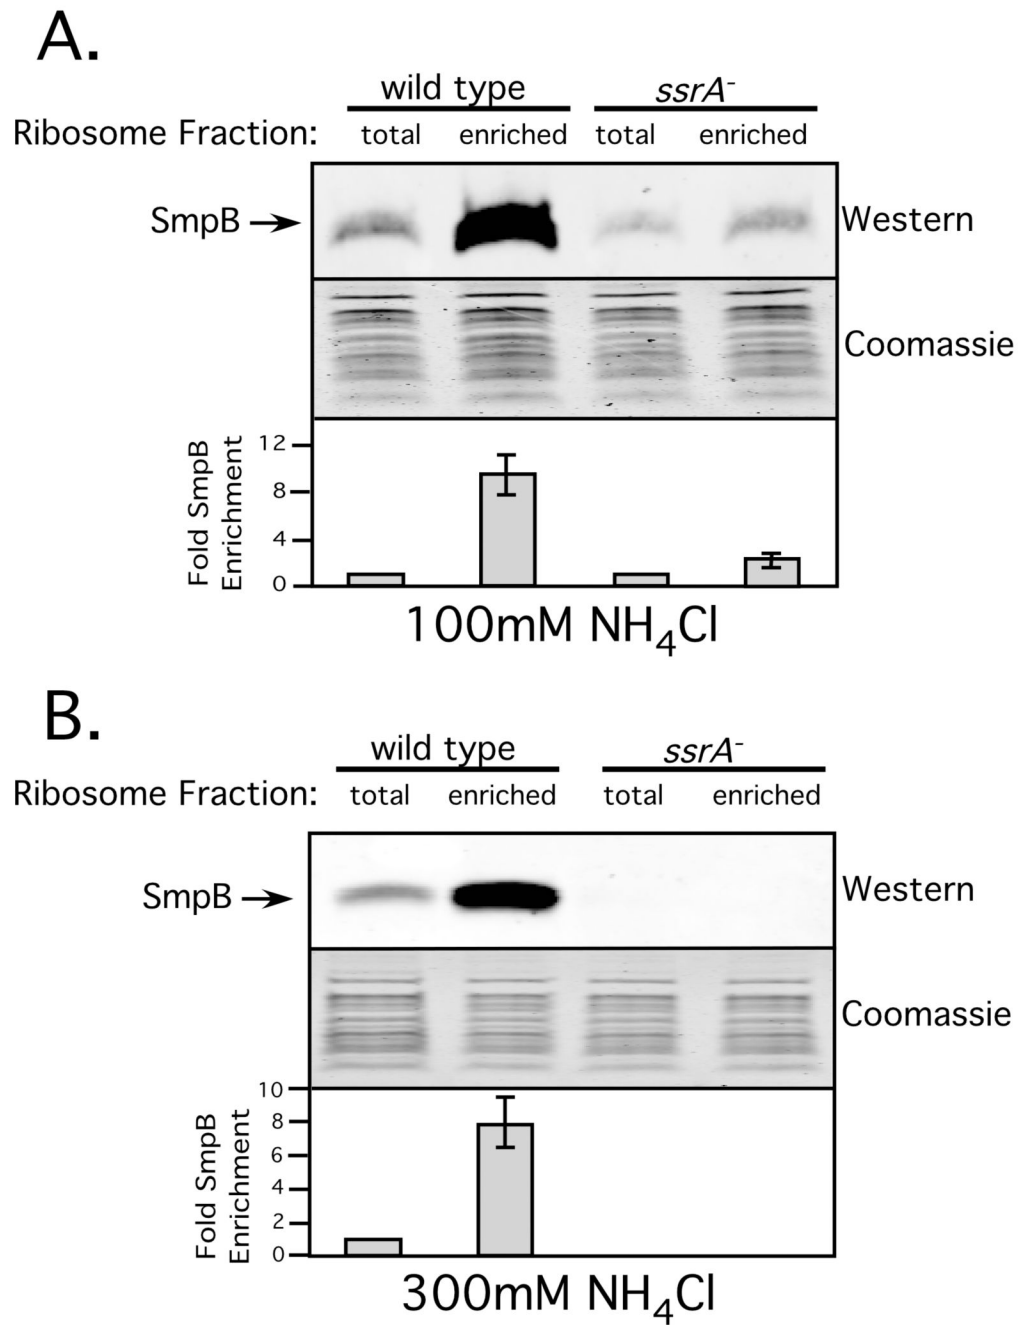 A.
wild type ssrA-
Ribosome Fraction: total enriched total enriched
SmpB Western
Coomassie
Fold SmpB
Enrichment
12
8
4
0
100mM NH4Cl
B.
wild type ssrA-
Ribosome Fraction: total enriched total enriched
SmpB Western
Coomassie
Fold SmpB
Enrichment
10
8
6
4
2
0
300mM NH4Cl